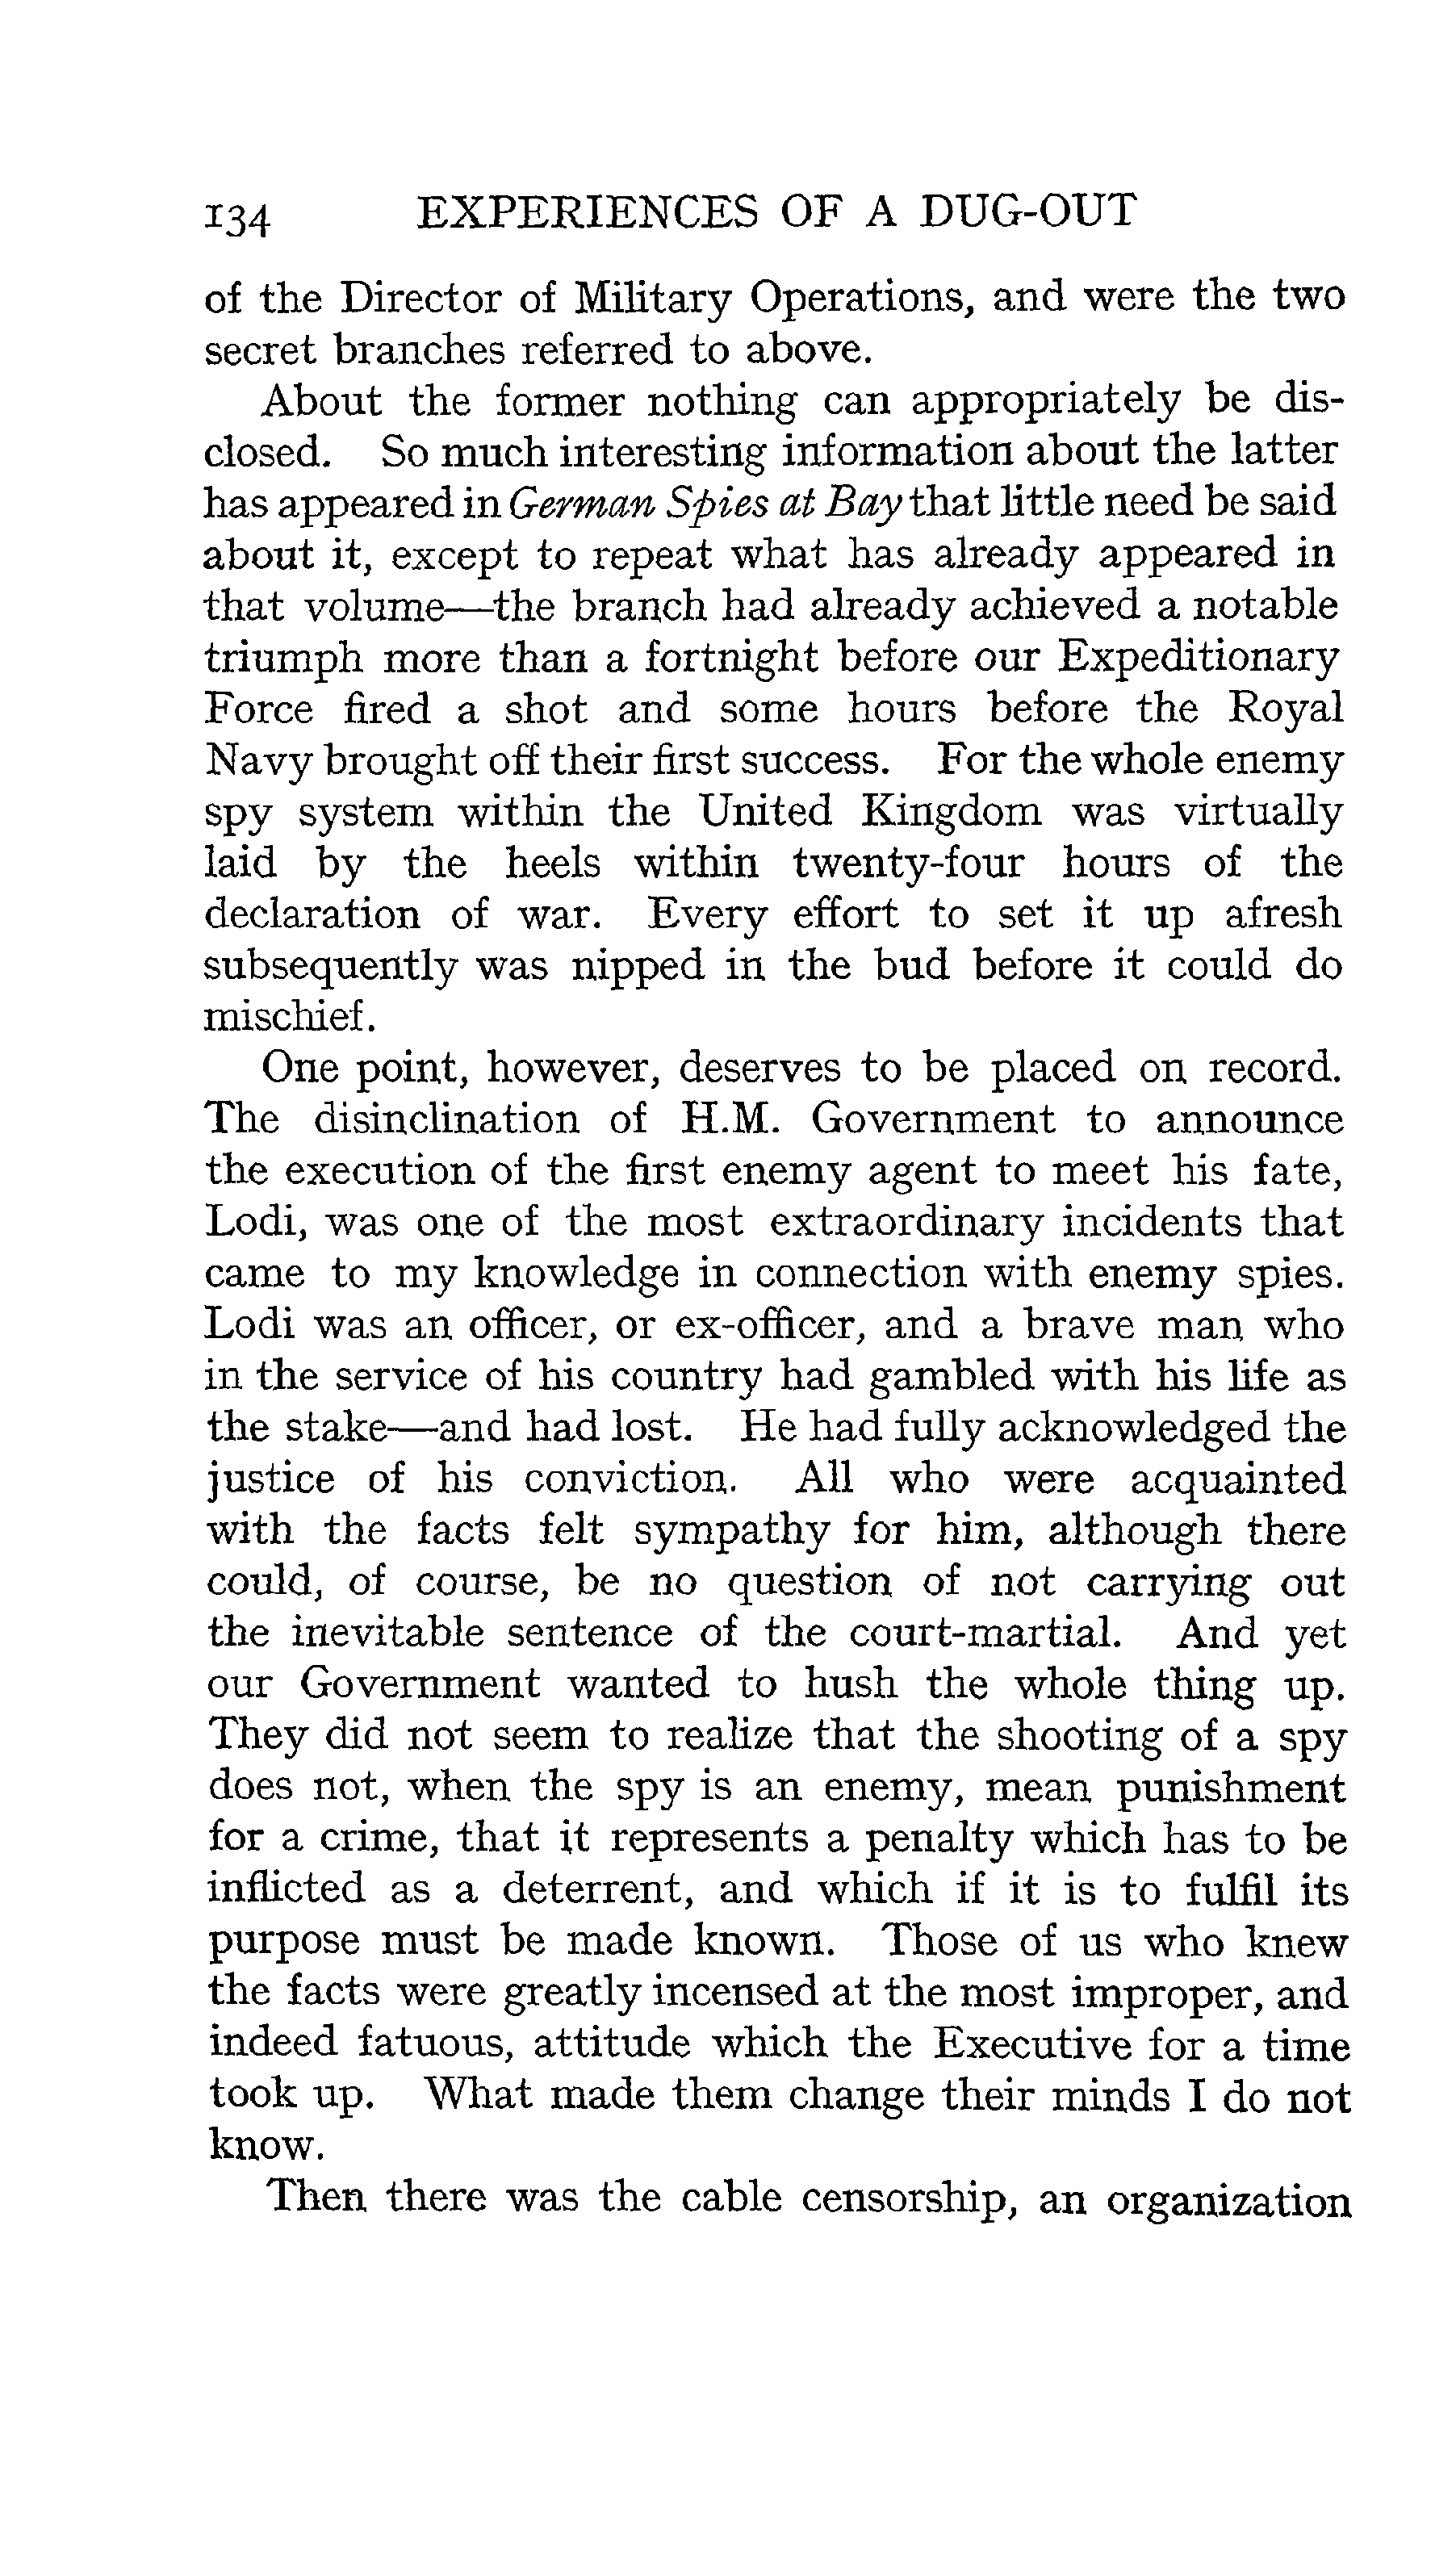 134 EXPERIENCES OF A DUG-OUT
of the Director of Military Operations, and were the two
secret branches referred to above.
About the former nothing can appropriately be dis-
closed. So much interesting information about the latter
has appeared in German Spies at Bay that little need be said
about it, except to repeat what has already appeared in
that volume—the branch had already achieved a notable
triumph more than a fortnight before our Expeditionary
Force fired a shot and some hours before the Royal
Navy brought off their first success. For the whole enemy
spy system within the United Kingdom was virtually
laid by the heels within twenty-four hours of the
declaration of war. Every effort to set it up afresh
subsequently was nipped in the bud before it could do
mischief.
One point, however, deserves to be placed on record.
The disinclination of H.M. Government to announce
the execution of the first enemy agent to meet his fate,
Lodi, was one of the most extraordinary incidents that
came to my knowledge in connection with enemy spies.
Lodi was an officer, or ex-officer, and a brave man who
in the service of his country had gambled with his life as
the stake—and had lost. He had fully acknowledged the
justice of his conviction. All who were acquainted
with the facts felt sympathy for him, although there
could, of course, be no question of not carrying out
the inevitable sentence of the court-martial. And yet
our Government wanted to hush the whole thing up.
They did not seem to realize that the shooting of a spy
does not, when the spy is an enemy, mean punishment
for a crime, that it represents a penalty which has to be
inflicted as a deterrent, and which if it is to fulfil its
purpose must be made known. Those of us who knew
the facts were greatly incensed at the most improper, and
indeed fatuous, attitude which the Executive for a time
took up. What made them change their minds I do not
know.
Then there was the cable censorship, an organization